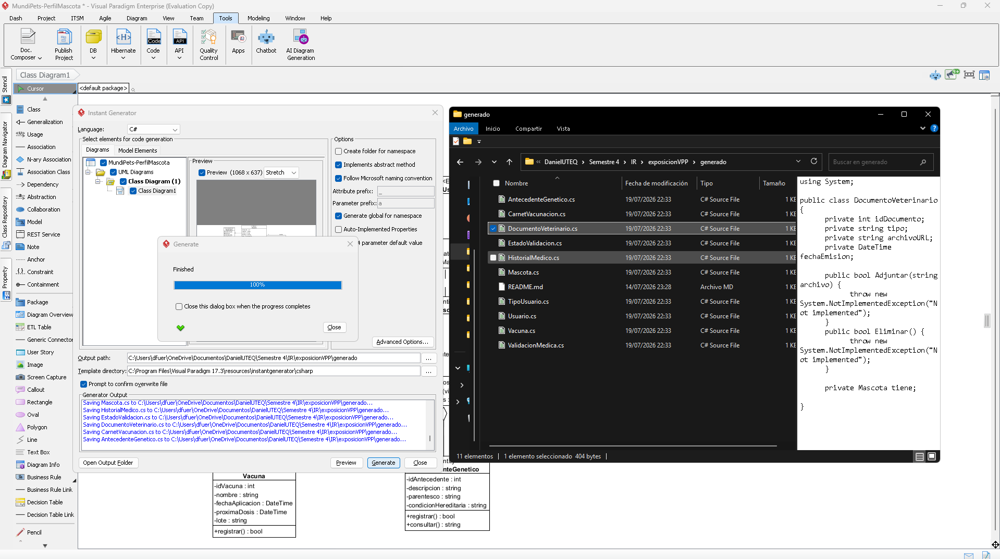 MundiPets-PerfilMascota * - Visual Paradigm Enterprise (Evaluation Copy)
Dash Project ITSM Agile Diagram View Team Tools Modeling Window Help
Doc. Composer
Publish Project
DB
Hibernate
Code
API
Quality Control
Apps
Chatbot
AI Diagram Generation
Class Diagram1
9+
Stencil
Diagram Navigator
Class Repository
Property
Cursor
<default package>
Class
Generalization
Usage
Association
N-ary Association
Association Class
Dependency
Abstraction
Collaboration
Model
REST Service
Note
Anchor
Constraint
Containment
Package
Diagram Overview
ETL Table
Generic Connector
User Story
Image
Screen Capture
Callout
Rectangle
Oval
Polygon
Line
Text Box
Diagram Info
Business Rule
Business Rule Link
Decision Table
Decision Table Link
Pencil
Instant Generator
Language: C#
Select elements for code generation
Diagrams Model Elements
MundiPets-PerfilMascota
UML Diagrams
Class Diagram (1)
Class Diagram1
Preview
Preview (1068 x 637) Stretch
Options
Create folder for namespace
Implements abstract method
Follow Microsoft naming convention
Attribute prefix: _
Parameter prefix: a
Generate global for namespace
Auto-Implemented Properties
4 parameter default value
Advanced Options...
Generate
Finished
100%
Close this dialog box when the progress completes
Close
Output path: C:\Users\dfuer\OneDrive\Documentos\DanielUTEQ\Semestre 4\IR\exposicionVPP\generado ...
Template directory: C:\Program Files\Visual Paradigm 17.3\resources\instantgenerator\csharp ...
Prompt to confirm overwrite file
Generator Output
Saving Mascota.cs to C:\Users\dfuer\OneDrive\Documentos\DanielUTEQ\Semestre 4\IR\exposicionVPP\generado...
Saving HistorialMedico.cs to C:\Users\dfuer\OneDrive\Documentos\DanielUTEQ\Semestre 4\IR\exposicionVPP\generado...
Saving EstadoValidacion.cs to C:\Users\dfuer\OneDrive\Documentos\DanielUTEQ\Semestre 4\IR\exposicionVPP\generado...
Saving DocumentoVeterinario.cs to C:\Users\dfuer\OneDrive\Documentos\DanielUTEQ\Semestre 4\IR\exposicionVPP\generado...
Saving CarnetVacunacion.cs to C:\Users\dfuer\OneDrive\Documentos\DanielUTEQ\Semestre 4\IR\exposicionVPP\generado...
Saving AntecedenteGenetico.cs to C:\Users\dfuer\OneDrive\Documentos\DanielUTEQ\Semestre 4\IR\exposicionVPP\generado...
Open Output Folder Preview Generate Close
generado
Archivo Inicio Compartir Vista
« DanielUTEQ > Semestre 4 > IR > exposicionVPP > generado
Buscar en generado
Nombre Fecha de modificación Tipo Tamaño
AntecedenteGenetico.cs 19/07/2026 22:33 C# Source File 1 KB
CarnetVacunacion.cs 19/07/2026 22:33 C# Source File 1 KB
DocumentoVeterinario.cs 19/07/2026 22:33 C# Source File 1 KB
EstadoValidacion.cs 19/07/2026 22:33 C# Source File 1 KB
HistorialMedico.cs 19/07/2026 22:33 C# Source File 1 KB
Mascota.cs 19/07/2026 22:33 C# Source File 1 KB
README.md 14/07/2026 23:28 Archivo MD 1 KB
TipoUsuario.cs 19/07/2026 22:33 C# Source File 1 KB
Usuario.cs 19/07/2026 22:33 C# Source File 1 KB
Vacuna.cs 19/07/2026 22:33 C# Source File 1 KB
ValidacionMedica.cs 19/07/2026 22:33 C# Source File 1 KB
using System;
public class DocumentoVeterinario
{
private int idDocumento;
private string tipo;
private string archivoURL;
private DateTime
fechaEmision;
public bool Adjuntar(string
archivo) {
throw new
System.NotImplementedException("N
ot implemented");
}
public bool Eliminar() {
throw new
System.NotImplementedException("N
ot implemented");
}
private Mascota tiene;
}
11 elementos 1 elemento seleccionado 404 bytes
Vacuna
-idVacuna : int
-nombre : string
-fechaAplicacion : DateTime
-proximaDosis : DateTime
-lote : string
+registrar() : bool
nteGenetico
-idAntecedente : int
-descripcion : string
-parentesco : string
-condicionHereditaria : string
+registrar() : bool
+consultar() : string